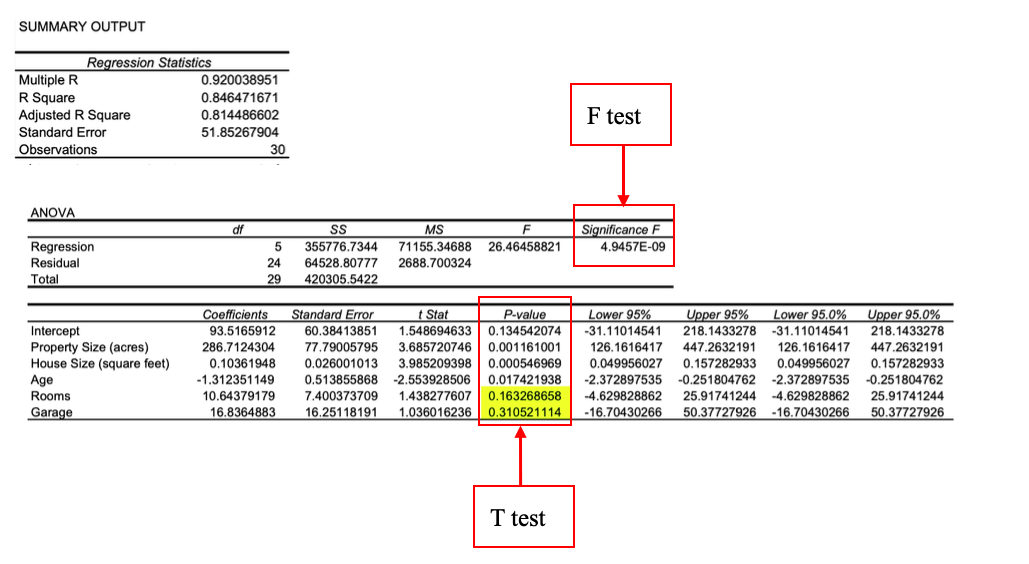 SUMMARY OUTPUT
Regression Statistics
Multiple R 0.920038951
R Square 0.846471671
Adjusted R Square 0.814486602
Standard Error 51.85267904
Observations 30
F test
ANOVA
df SS MS F Significance F
Regression 5 355776.7344 71155.34688 26.46458821 4.9457E-09
Residual 24 64528.80777 2688.700324
Total 29 420305.5422
Coefficients Standard Error t Stat P-value Lower 95% Upper 95% Lower 95.0% Upper 95.0%
Intercept 93.5165912 60.38413851 1.548694633 0.134542074 -31.11014541 218.1433278 -31.11014541 218.1433278
Property Size (acres) 286.7124304 77.79005795 3.685720746 0.001161001 126.1616417 447.2632191 126.1616417 447.2632191
House Size (square feet) 0.10361948 0.026001013 3.985209398 0.000546969 0.049956027 0.157282933 0.049956027 0.157282933
Age -1.312351149 0.513855868 -2.553928506 0.017421938 -2.372897535 -0.251804762 -2.372897535 -0.251804762
Rooms 10.64379179 7.400373709 1.438277607 0.163268658 -4.629828862 25.91741244 -4.629828862 25.91741244
Garage 16.8364883 16.25118191 1.036016236 0.310521114 -16.70430266 50.37727926 -16.70430266 50.37727926
T test